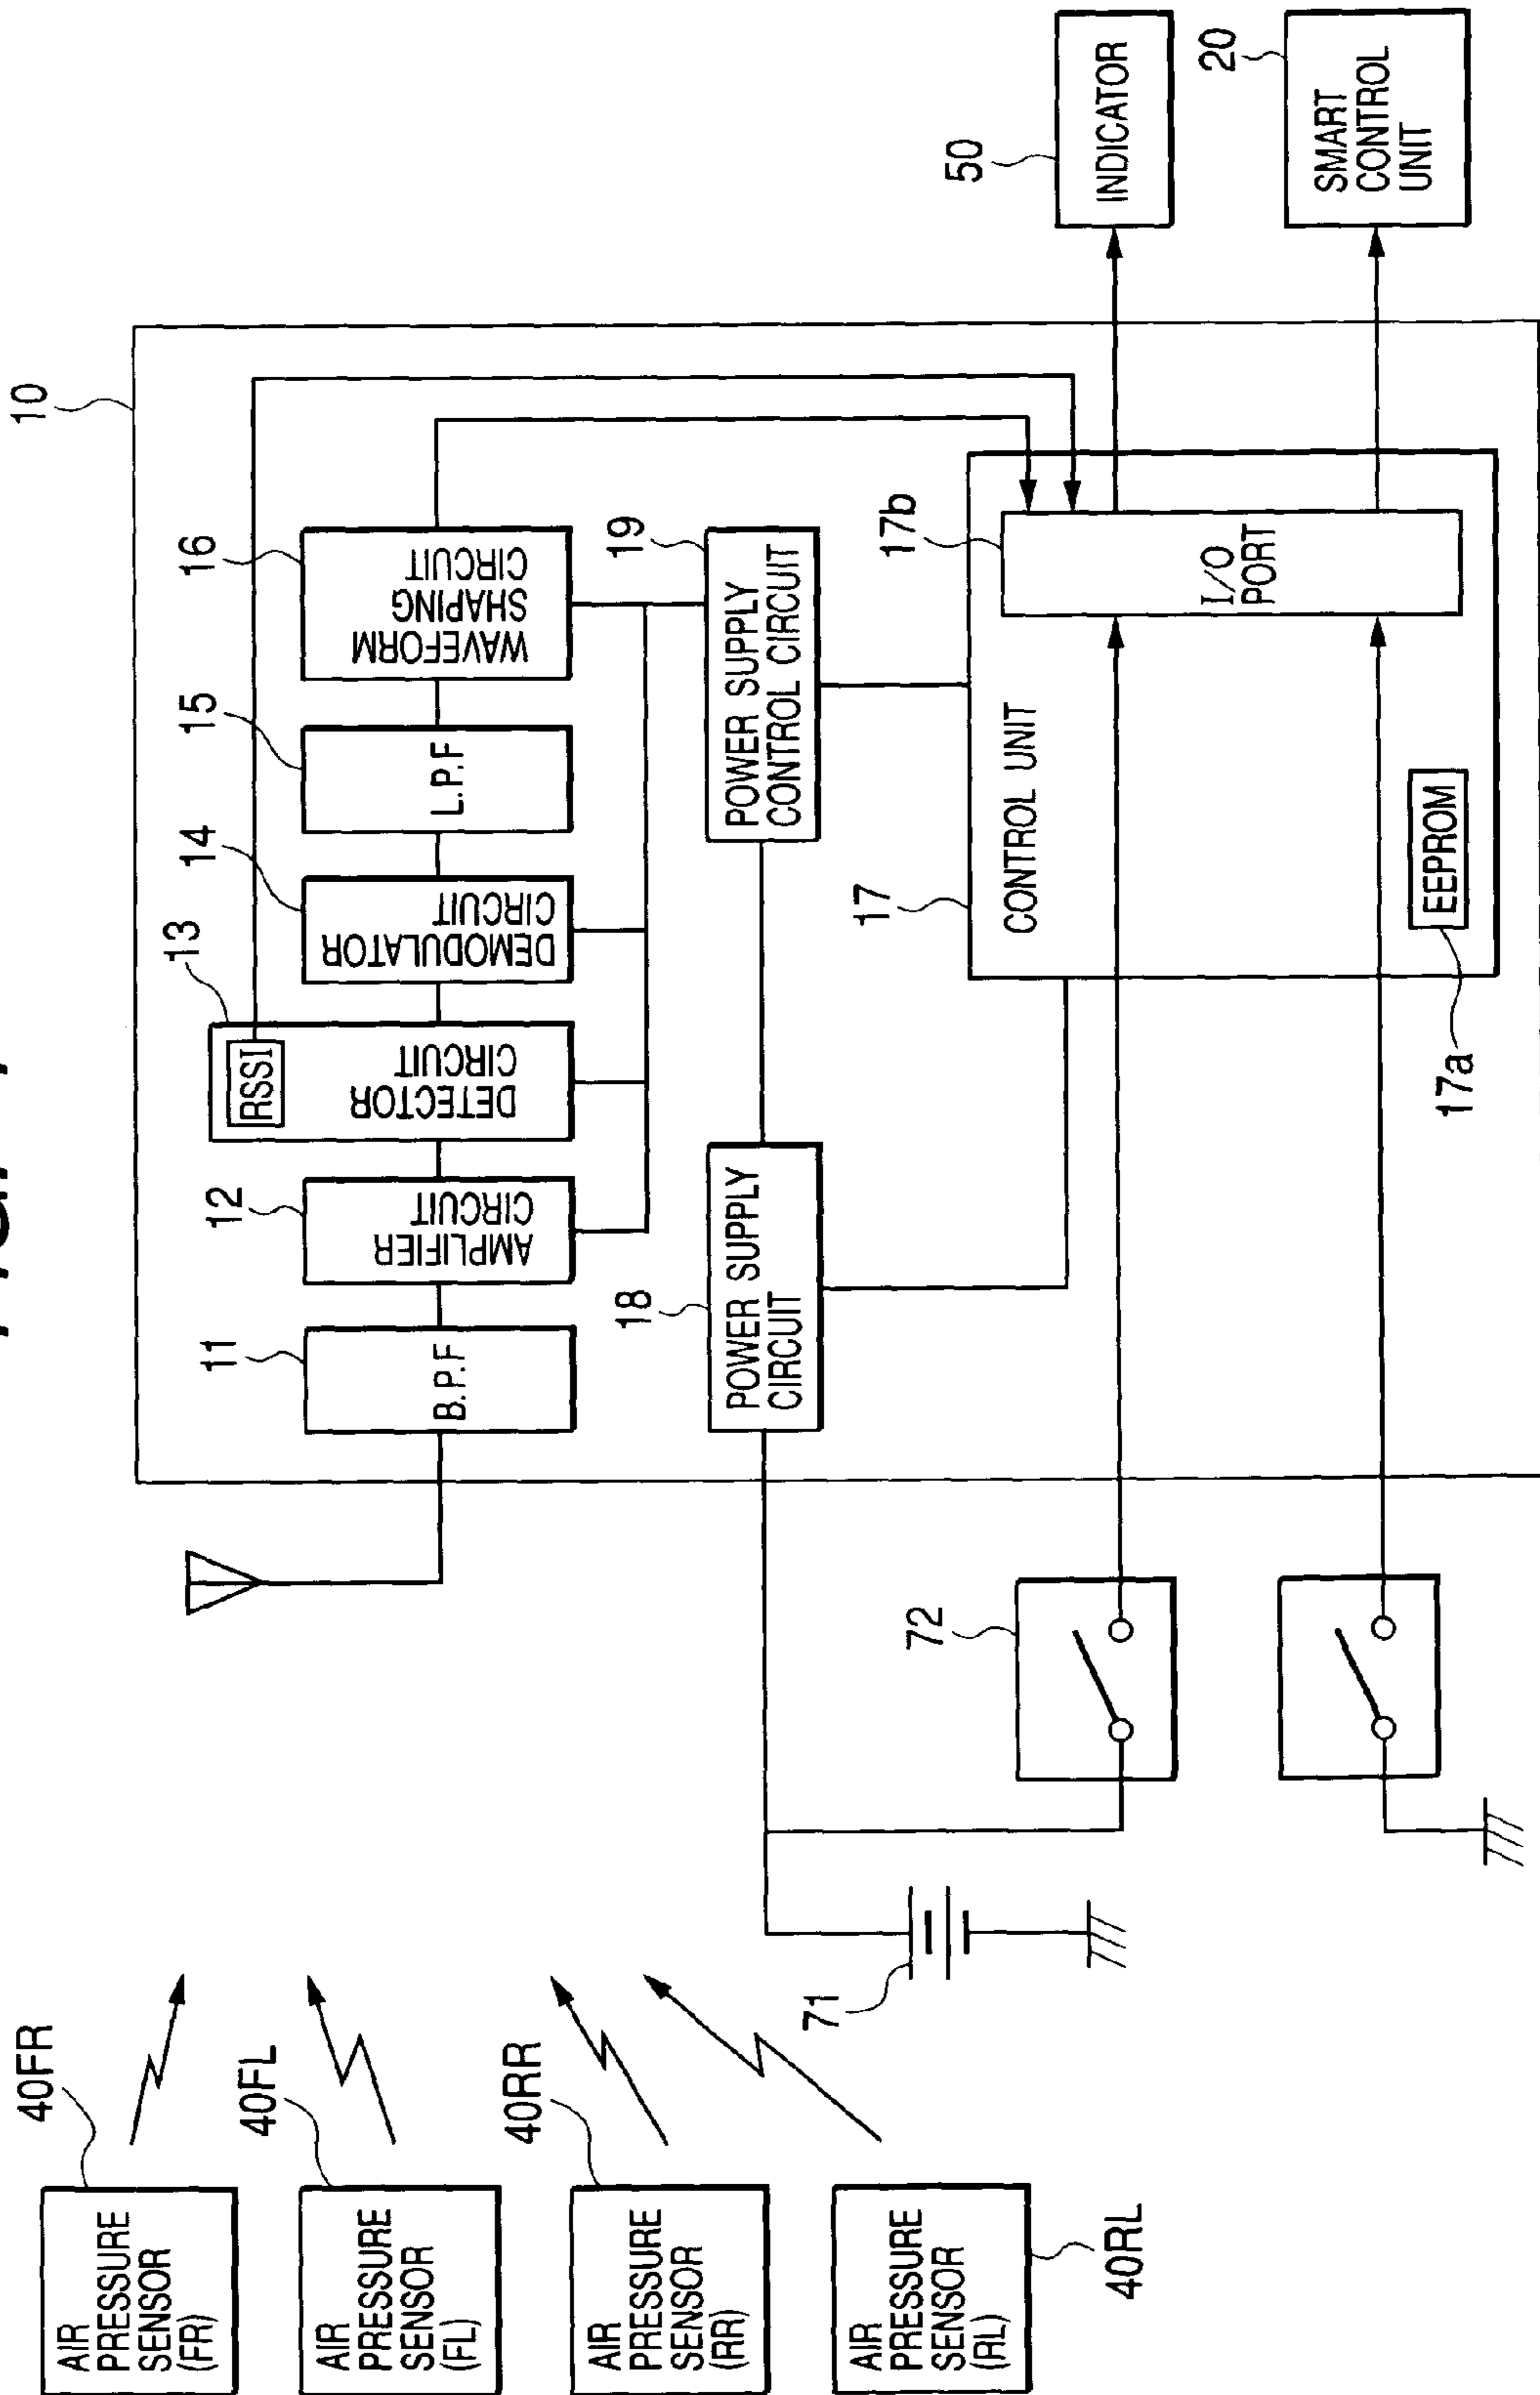 10
40FR
AIR
PRESSURE
SENSOR
(FR)
40FL
AIR
PRESSURE
SENSOR
(FL)
40RR
AIR
PRESSURE
SENSOR
(RR)
AIR
PRESSURE
SENSOR
(RL)
40RL
11
B.P.F
12
AMPLIFIER
CIRCUIT
13
RSSI
DETECTOR
CIRCUIT
14
DEMODULATOR
CIRCUIT
15
L.P.F
16
WAVEFORM
SHAPING
CIRCUIT
18
POWER SUPPLY
CIRCUIT
19
POWER SUPPLY
CONTROL CIRCUIT
71
72
17
CONTROL UNIT
17b
I/O
PORT
EEPROM
17a
50
INDICATOR
20
SMART
CONTROL
UNIT